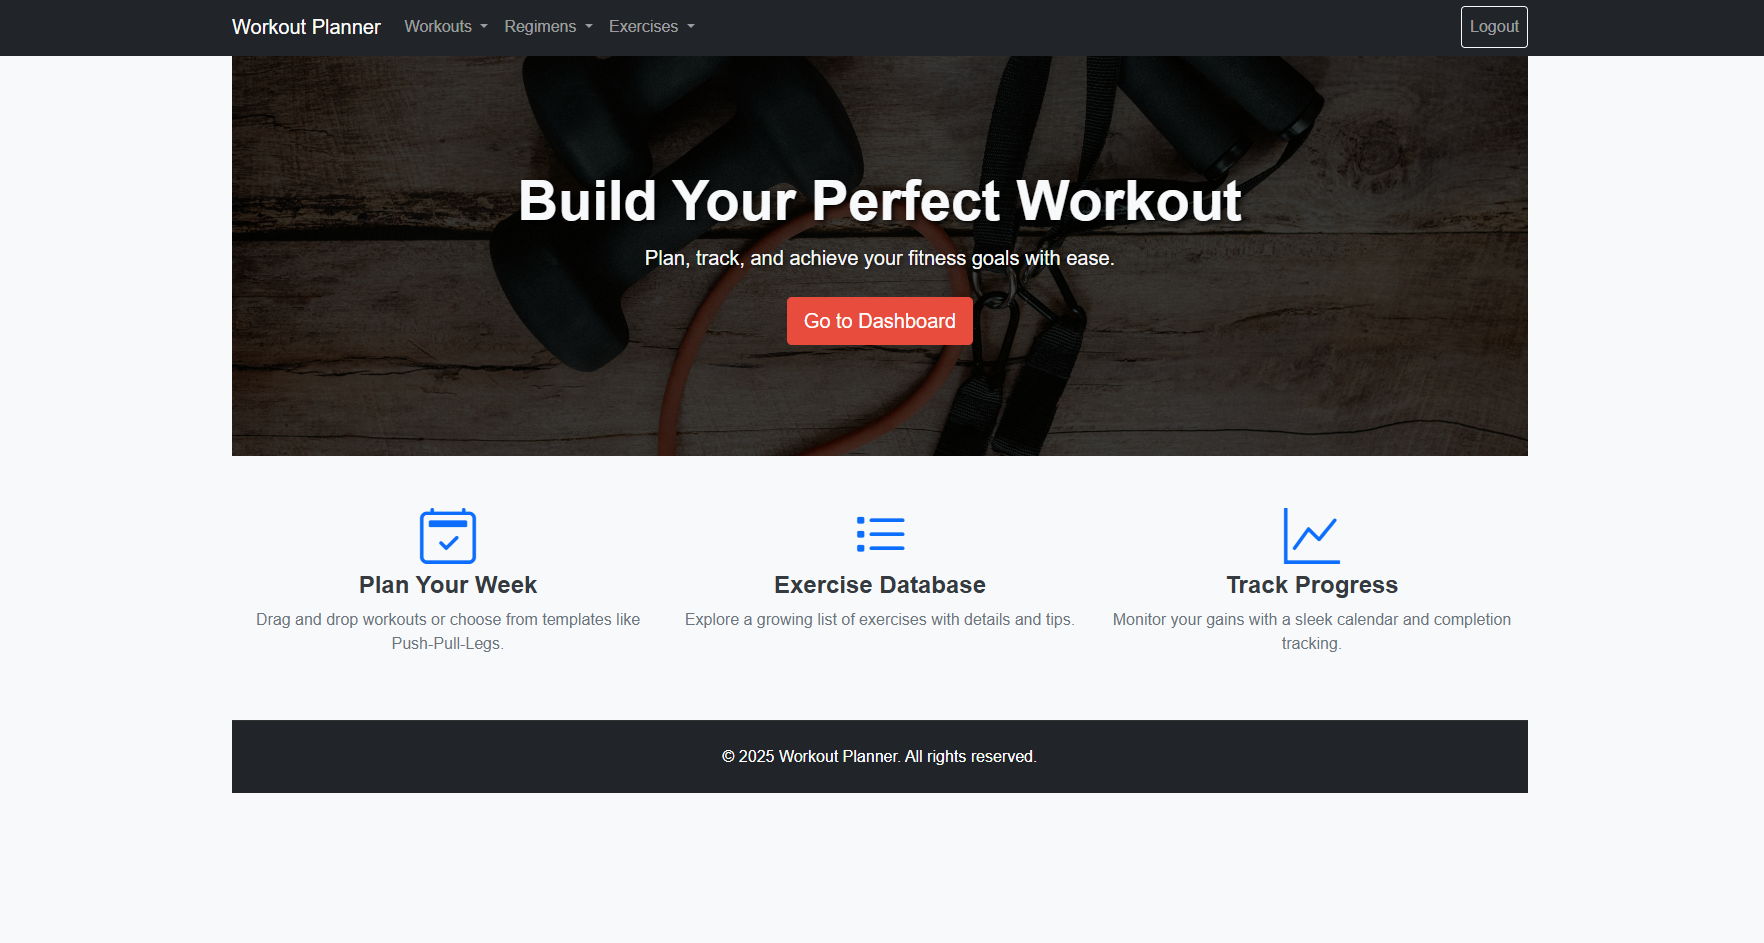 Workout Planner Workouts Regimens Exercises Logout
Build Your Perfect Workout
Plan, track, and achieve your fitness goals with ease.
Go to Dashboard
Plan Your Week
Drag and drop workouts or choose from templates like
Push-Pull-Legs.
Exercise Database
Explore a growing list of exercises with details and tips.
Track Progress
Monitor your gains with a sleek calendar and completion
tracking.
© 2025 Workout Planner. All rights reserved.